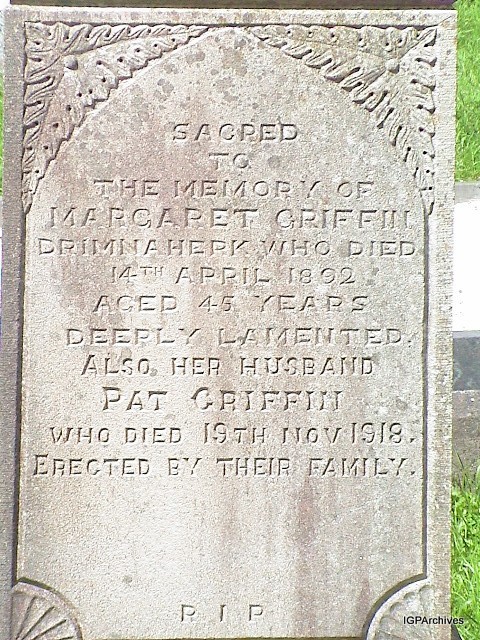 SACRED
TO
THE MEMORY OF
MARGARET GRIFFIN
DRIMNAHERK WHO DIED
14TH APRIL 1892
AGED 45 YEARS
DEEPLY LAMENTED.
ALSO HER HUSBAND
PAT GRIFFIN
WHO DIED 19TH NOV 1918.
ERECTED BY THEIR FAMILY.
R I P
IGPArchives